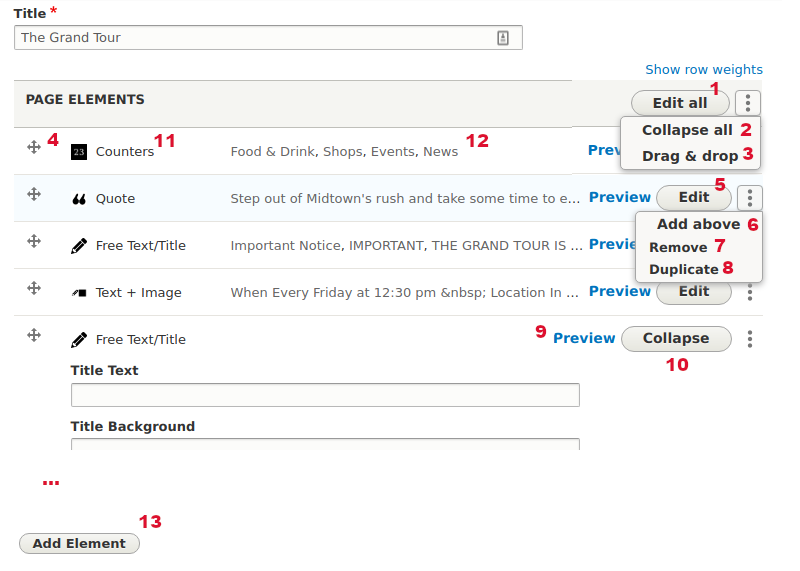 Title *
The Grand Tour
Show row weights
PAGE ELEMENTS Edit all 1
Collapse all 2
Drag & drop 3
4 23 Counters 11 Food & Drink, Shops, Events, News 12 Prev
Quote Step out of Midtown's rush and take some time to e... Preview Edit 5
Add above 6
Remove 7
Duplicate 8
Free Text/Title Important Notice, IMPORTANT, THE GRAND TOUR IS ... Previe
Text + Image When Every Friday at 12:30 pm &nbsp; Location In ... Preview Edit
Free Text/Title 9 Preview Collapse
10
Title Text
Title Background
...
13
Add Element